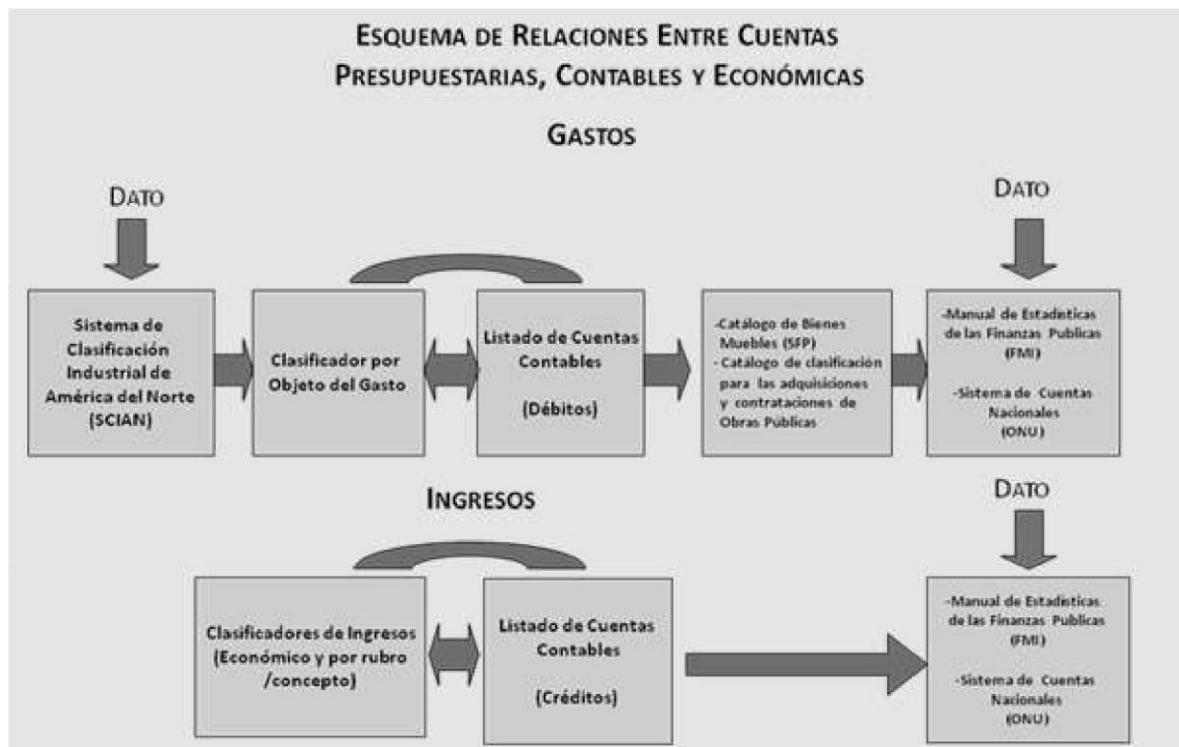 ESQUEMA DE RELACIONES ENTRE CUENTAS
PRESUPUESTARIAS, CONTABLES Y ECONÓMICAS
GASTOS
DATO
DATO
Sistema de
Clasificación
Industrial de
América del Norte
(SCIAN)
Clasificador por
Objeto del Gasto
Listado de Cuentas
Contables
(Débitos)
-Catálogo de Bienes
Muebles (SFP)
- Catálogo de clasificación
para las adquisiciones
y contrataciones de
Obras Públicas
-Manual de Estadísticas
de las Finanzas Publicas
(FMI)
-Sistema de Cuentas
Nacionales
(ONU)
INGRESOS
DATO
Clasificadores de Ingresos
(Económico y por rubro
/concepto)
Listado de Cuentas
Contables
(Créditos)
-Manual de Estadísticas
de las Finanzas Publicas
(FMI)
-Sistema de Cuentas
Nacionales
(ONU)